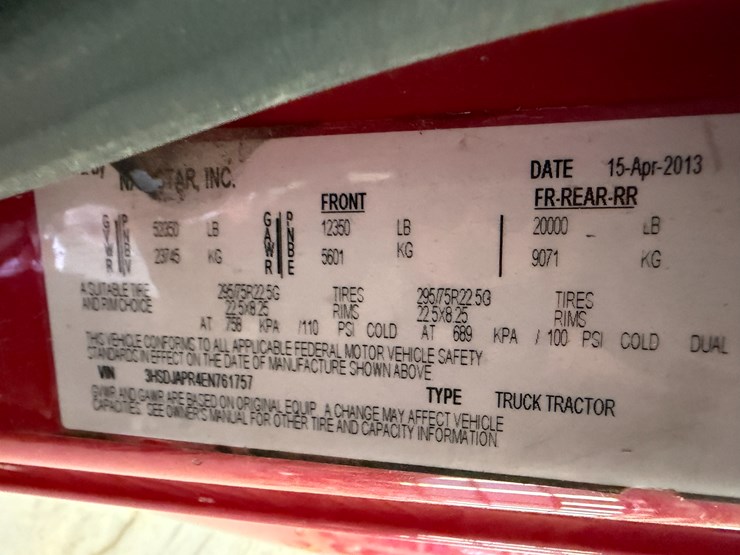 STAR, INC.
DATE 15-Apr-2013
FRONT FR-REAR-RR
GVWR PNBV 52350 LB GAWR PNBE 12350 LB 20000 LB
23745 KG 5601 KG 9071 KG
A SUITABLE TIRE 295/75R22.5G TIRES 295/75R22.5G TIRES
AND RIM CHOICE 22.5X8.25 RIMS 22.5X8.25 RIMS
AT 758 KPA /110 PSI COLD AT 689 KPA / 100 PSI COLD DUAL
THIS VEHICLE CONFORMS TO ALL APPLICABLE FEDERAL MOTOR VEHICLE SAFETY
STANDARDS IN EFFECT ON THE DATE OF MANUFACTURE SHOWN ABOVE
VIN 3HSDJAPR4EN761757 TYPE TRUCK TRACTOR
GVWR AND GAWR ARE BASED ON ORIGINAL EQUIP. A CHANGE MAY AFFECT VEHICLE
CAPACITIES. SEE OWNER'S MANUAL FOR OTHER TIRE AND CAPACITY INFORMATION.